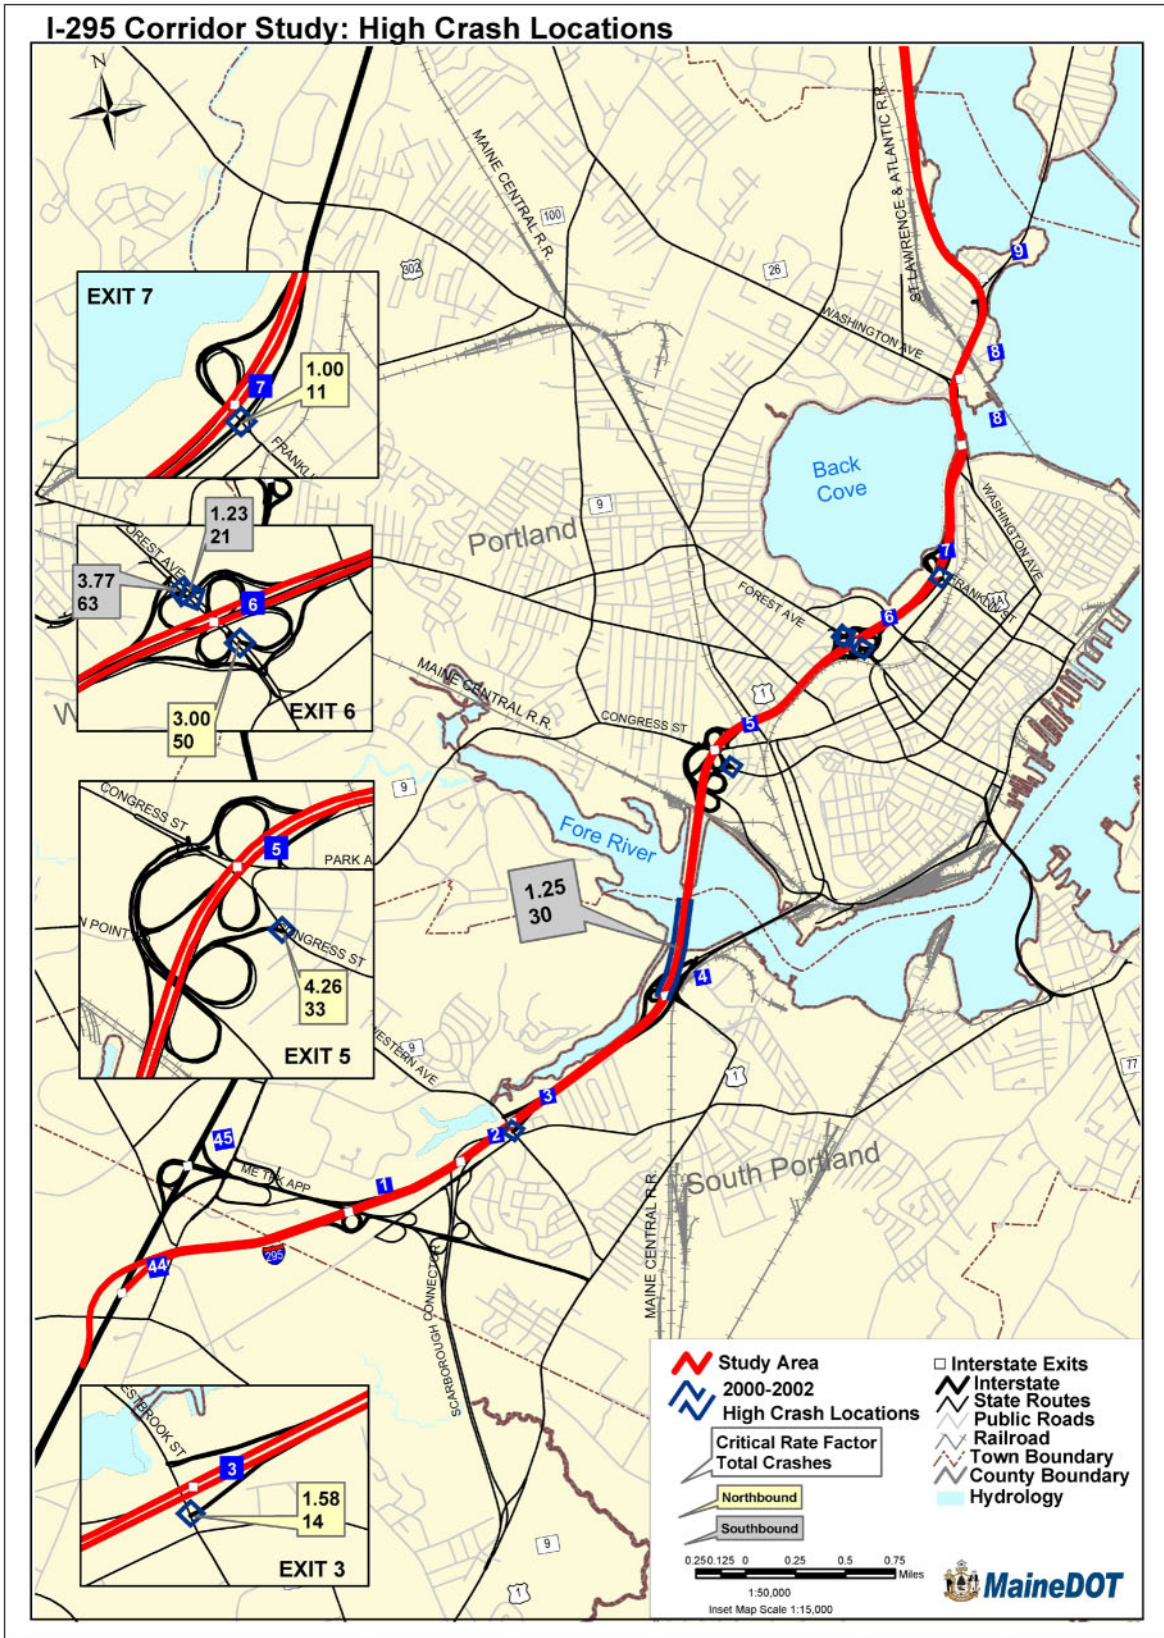 I-295 Corridor Study: High Crash Locations
N
MAINE CENTRAL R.R.
100
302
26
ST LAWRENCE & ATLANTIC R.R.
9
WASHINGTON AVE
8
8
EXIT 7
7
1.00
11
FRANKLI
Back
Cove
9
Portland
WASHINGTON AVE
7
FRANKLIN ST
1A
FOREST AVE
6
1.23
21
OREST AVE
3.77
63
6
3.00
50
EXIT 6
W
MAINE CENTRAL R.R.
1
CONGRESS ST
5
9
CONGRESS ST
5
PARK A
N POINT
CONGRESS ST
4.26
33
EXIT 5
Fore River
1.25
30
4
WESTERN AVE
9
1
77
3
2
45
ME TPK APP
1
South Portland
MAINE CENTRAL R.R.
44
295
SCARBOROUGH CONNECTOR
ESTBROOK ST
3
1.58
14
EXIT 3
9
1
Study Area
2000-2002
High Crash Locations
Critical Rate Factor
Total Crashes
Northbound
Southbound
Interstate Exits
Interstate
State Routes
Public Roads
Railroad
Town Boundary
County Boundary
Hydrology
0.25 0.125 0 0.25 0.5 0.75
Miles
1:50,000
Inset Map Scale 1:15,000
MaineDOT